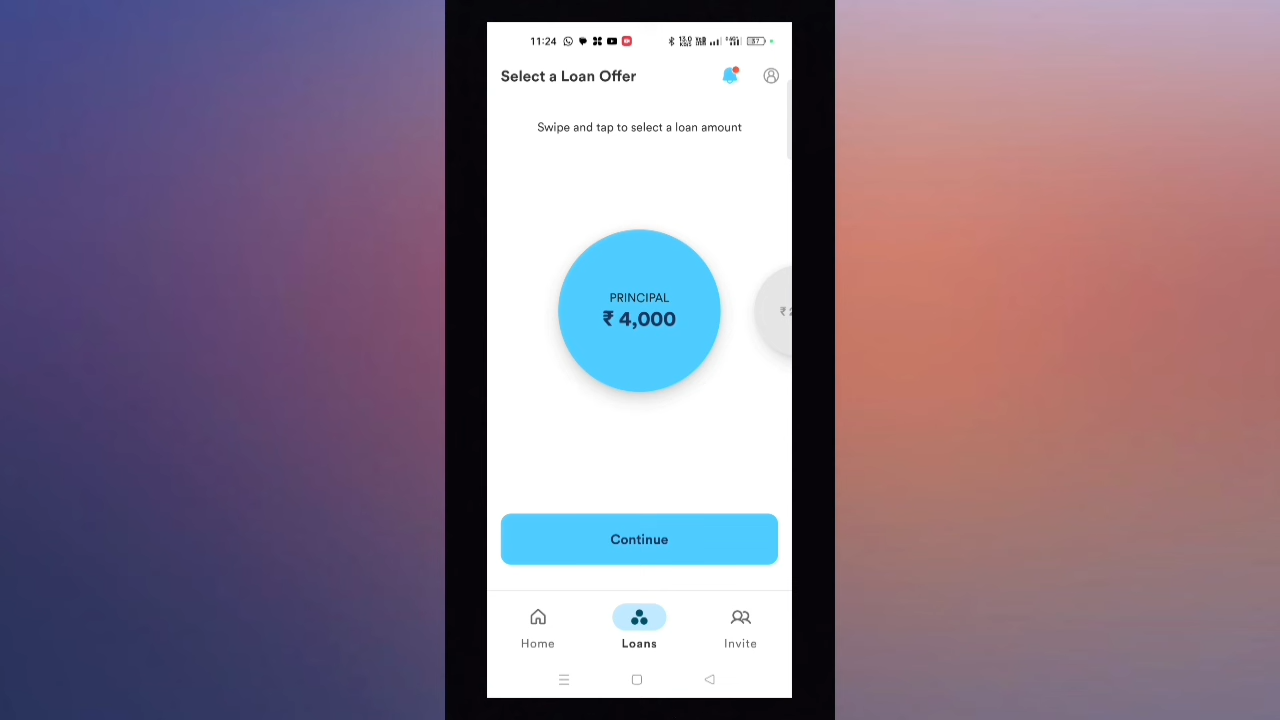 11:24
87
Select a Loan Offer
Swipe and tap to select a loan amount
PRINCIPAL
₹ 4,000
₹
Continue
Home
Loans
Invite